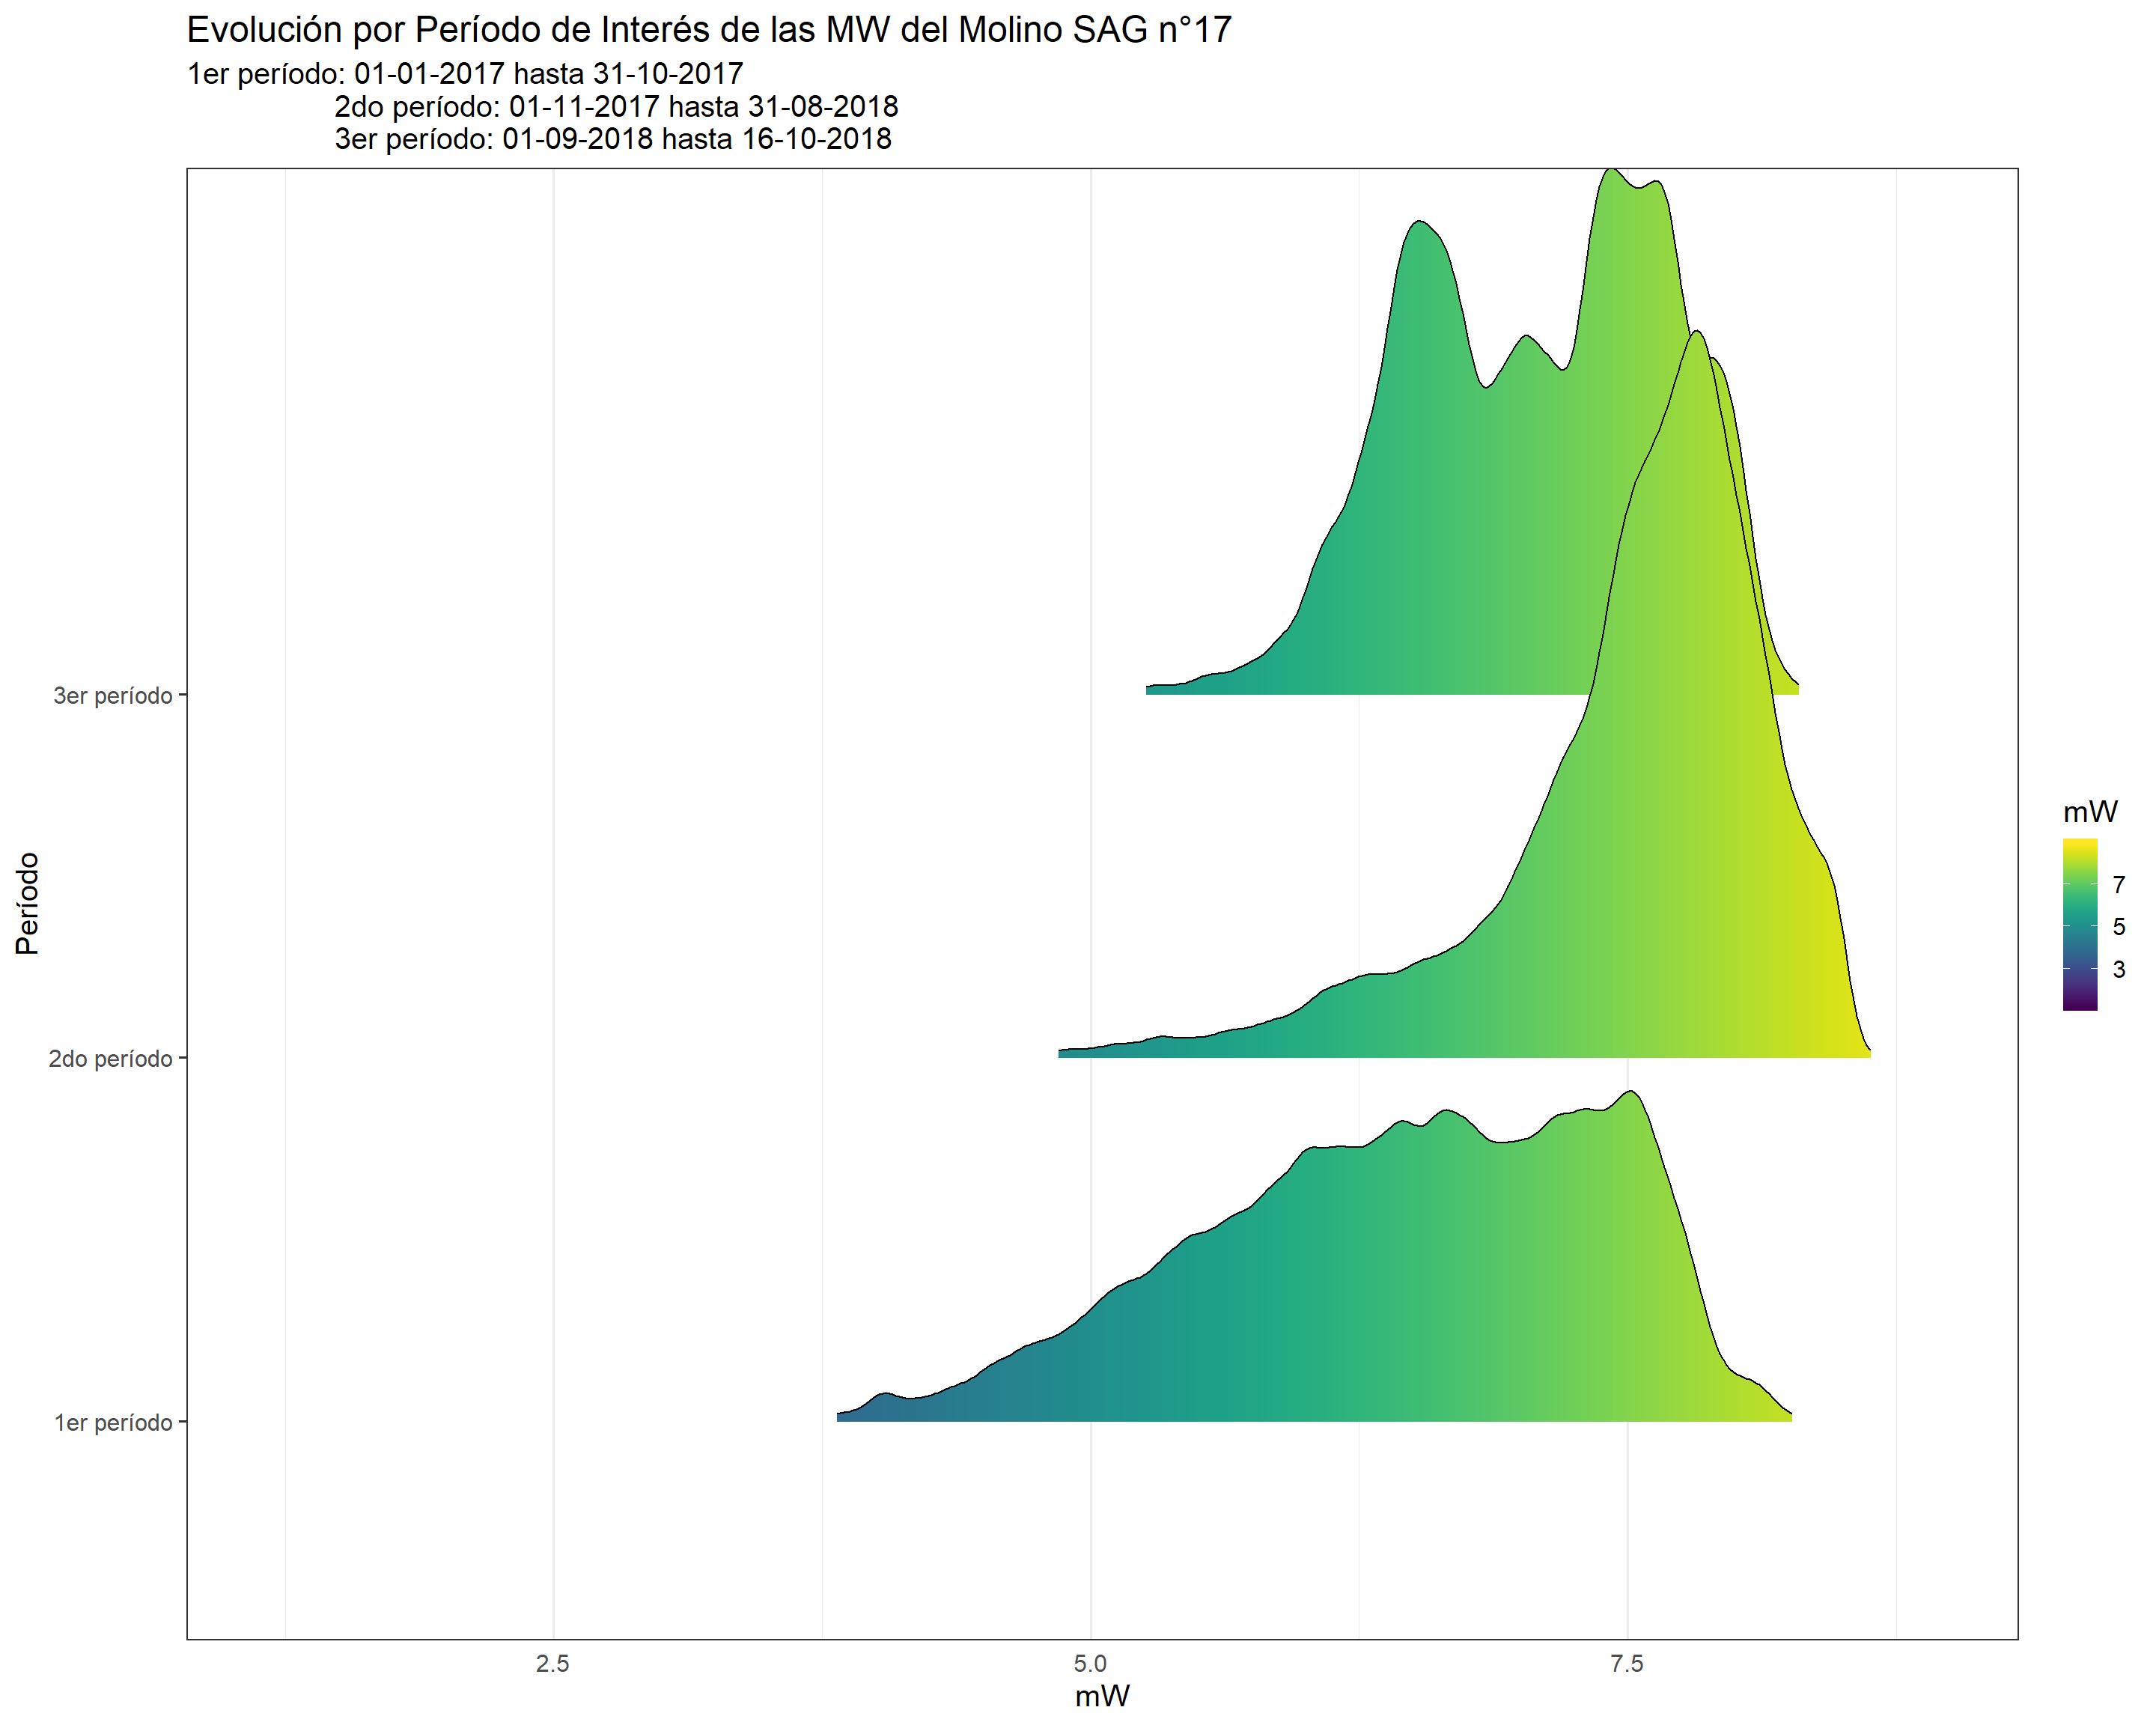 Evolución por Período de Interés de las MW del Molino SAG n°17
1er período: 01-01-2017 hasta 31-10-2017
2do período: 01-11-2017 hasta 31-08-2018
3er período: 01-09-2018 hasta 16-10-2018
Período
3er período
2do período
1er período
2.5
5.0
7.5
mW
mW
7
5
3